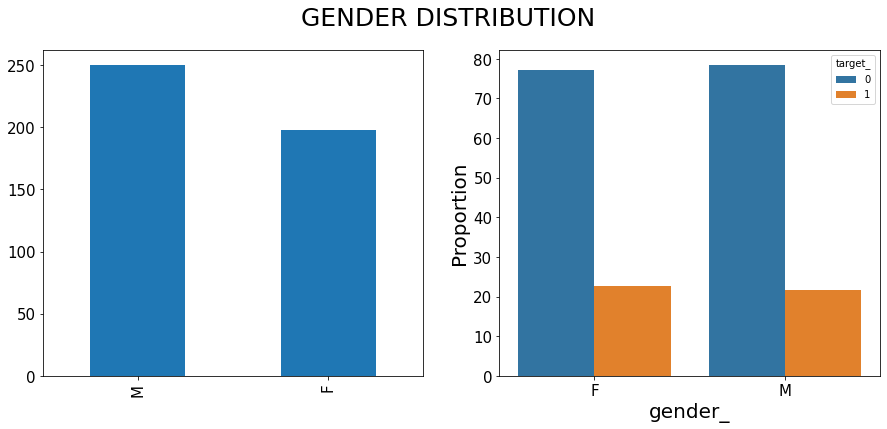 GENDER DISTRIBUTION
250
200
150
100
50
0
M
F
80
70
60
50
40
30
20
10
0
Proportion
target_
0
1
F
M
gender_